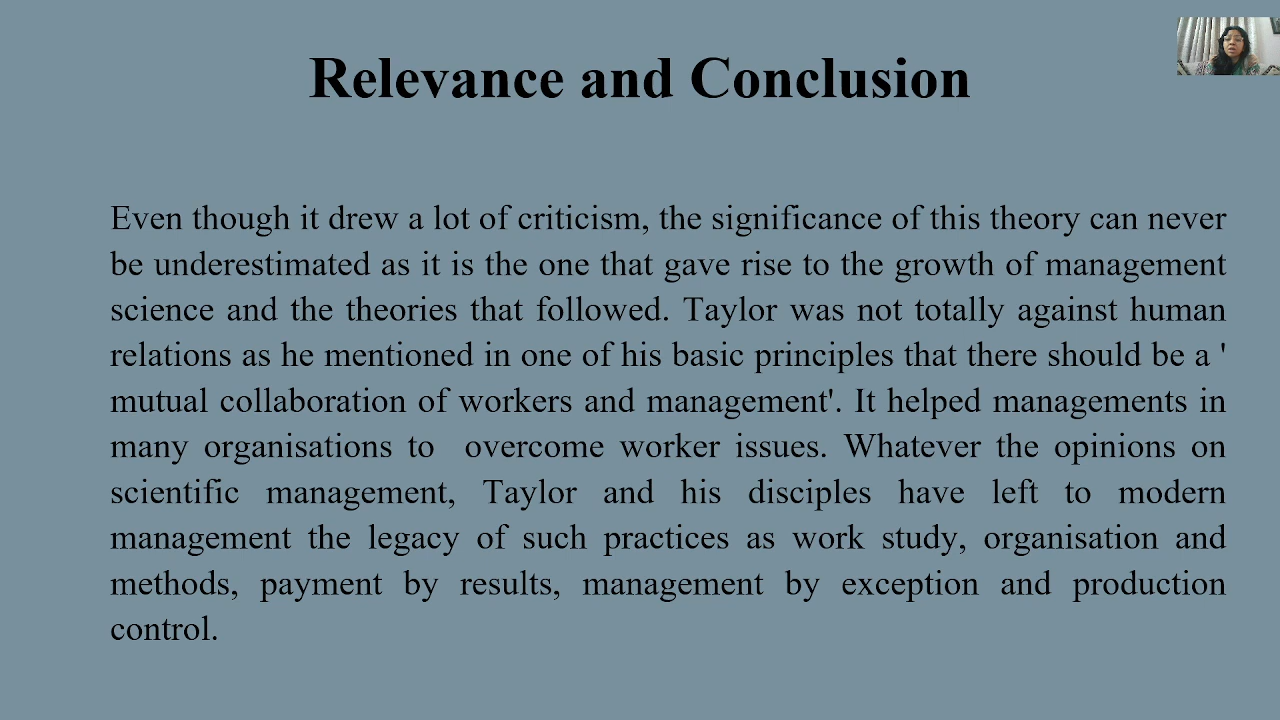 Relevance and Conclusion
Even though it drew a lot of criticism, the significance of this theory can never
be underestimated as it is the one that gave rise to the growth of management
science and the theories that followed. Taylor was not totally against human
relations as he mentioned in one of his basic principles that there should be a '
mutual collaboration of workers and management'. It helped managements in
many organisations to  overcome worker issues. Whatever the opinions on
scientific management, Taylor and his disciples have left to modern
management the legacy of such practices as work study, organisation and
methods, payment by results, management by exception and production
control.